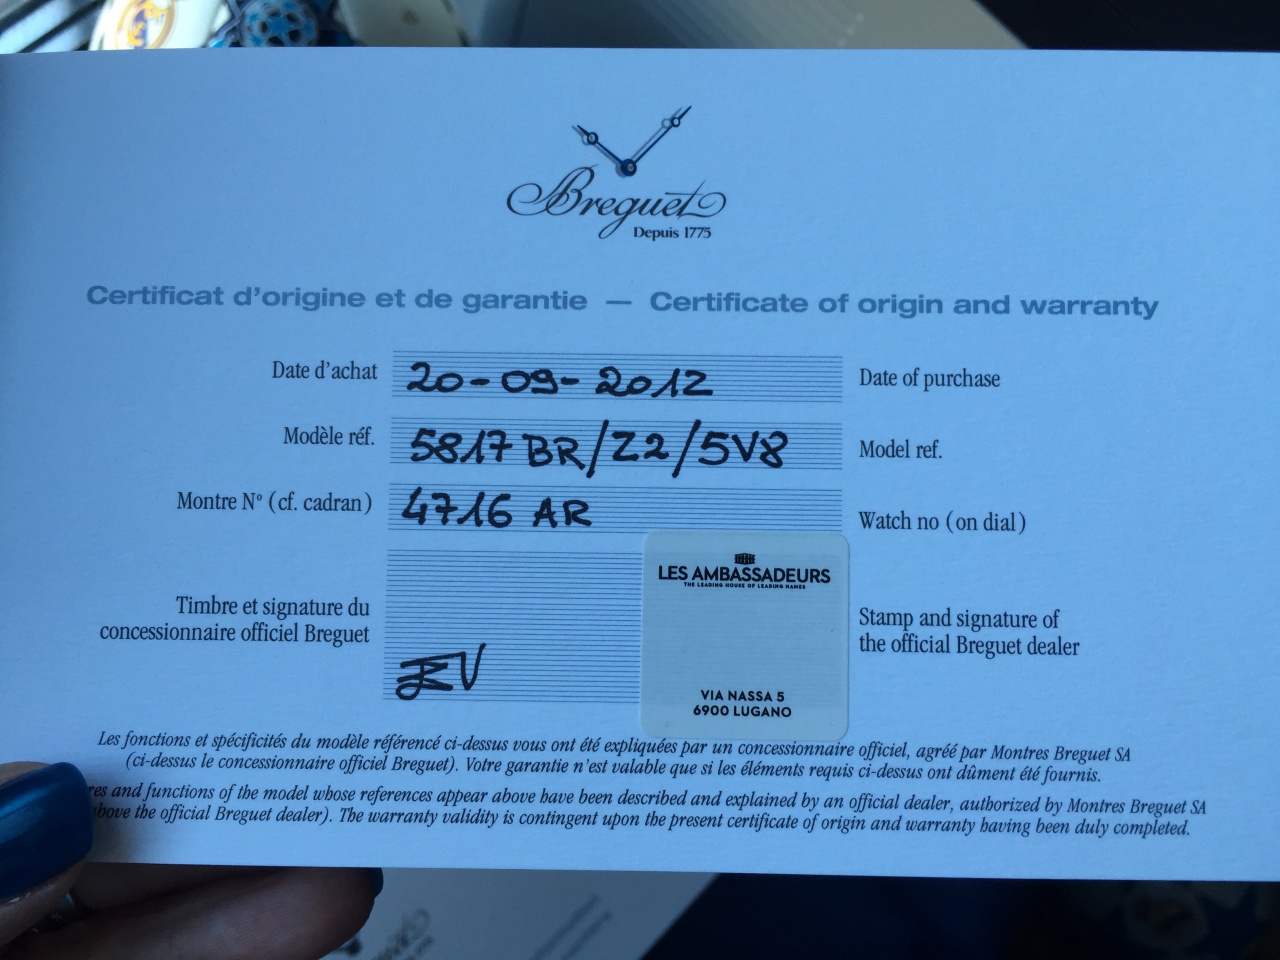 Breguet
Depuis 1775
Certificat d'origine et de garantie — Certificate of origin and warranty
Date d'achat 20-09-2012 Date of purchase
Modèle réf. 5817BR/Z2/5V8 Model ref.
Montre Nº (cf. cadran) 4716 AR Watch no (on dial)
LES AMBASSADEURS
THE LEADING HOUSE OF LEADING NAMES
Timbre et signature du
concessionnaire officiel Breguet
Stamp and signature of
the official Breguet dealer
VIA NASSA 5
6900 LUGANO
Les fonctions et spécificités du modèle référencé ci-dessus vous ont été expliquées par un concessionnaire officiel, agréé par Montres Breguet SA
(ci-dessus le concessionnaire officiel Breguet). Votre garantie n'est valable que si les éléments requis ci-dessus ont dûment été fournis.
and functions of the model whose references appear above have been described and explained by an official dealer, authorized by Montres Breguet SA
the official Breguet dealer). The warranty validity is contingent upon the present certificate of origin and warranty having been duly completed.